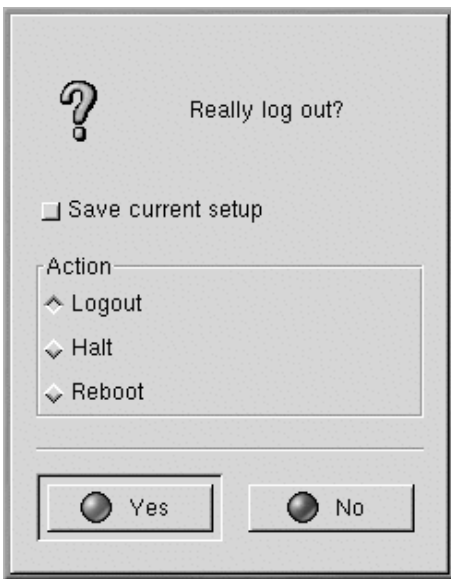 Really log out?
Save current setup
Action
Logout
Halt
Reboot
Yes
No